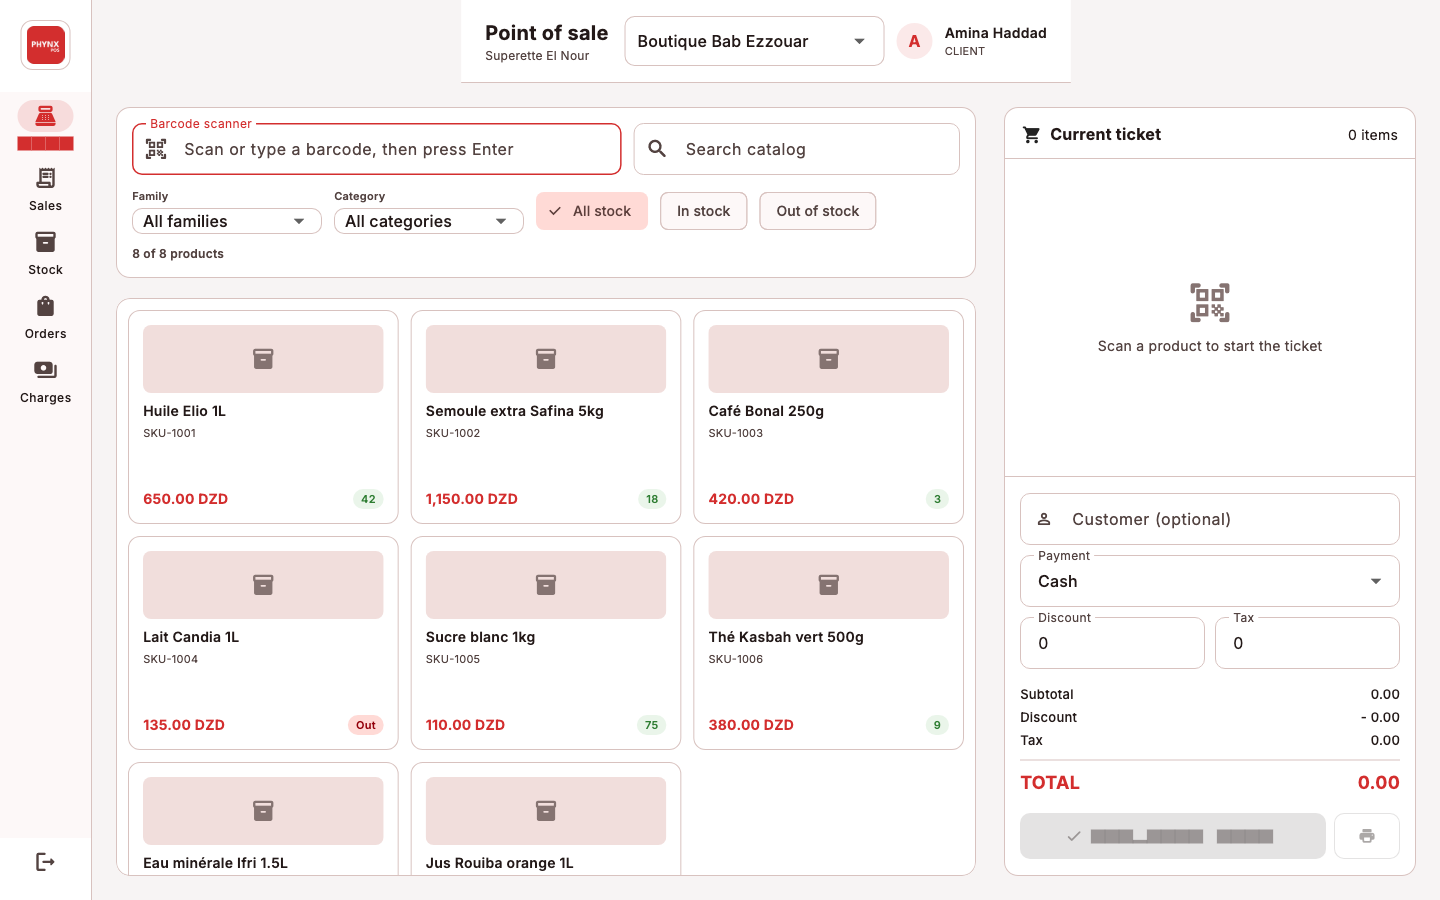 PHYNX
POS
Sales
Stock
Orders
Charges
Point of sale
Superette El Nour
Boutique Bab Ezzouar
A
Amina Haddad
CLIENT
Barcode scanner
Scan or type a barcode, then press Enter
Search catalog
Family
All families
Category
All categories
All stock
In stock
Out of stock
8 of 8 products
Huile Elio 1L
SKU-1001
650.00 DZD
42
Semoule extra Safina 5kg
SKU-1002
1,150.00 DZD
18
Café Bonal 250g
SKU-1003
420.00 DZD
3
Lait Candia 1L
SKU-1004
135.00 DZD
Out
Sucre blanc 1kg
SKU-1005
110.00 DZD
75
Thé Kasbah vert 500g
SKU-1006
380.00 DZD
9
Eau minérale Ifri 1.5L
Jus Rouiba orange 1L
Current ticket
0 items
Scan a product to start the ticket
Customer (optional)
Payment
Cash
Discount
0
Tax
0
Subtotal
0.00
Discount
- 0.00
Tax
0.00
TOTAL
0.00